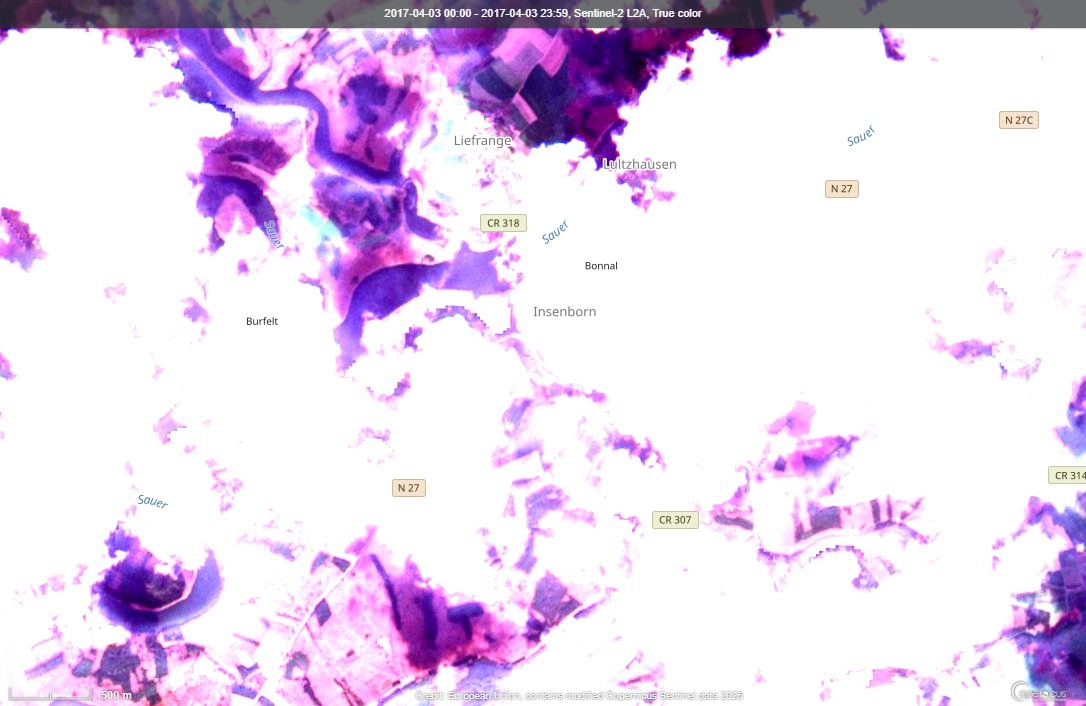 2017-04-03 00:00 - 2017-04-03 23:59, Sentinel-2 L2A, True color
N 27C
Sauer
Liefrange
Lultzhausen
N 27
CR 318
Sauer
Sauer
Bonnal
Insenborn
Burfelt
CR 314
N 27
Sauer
CR 307
500 m
Credit: European Union, contains modified Copernicus Sentinel data 2025
opernicus